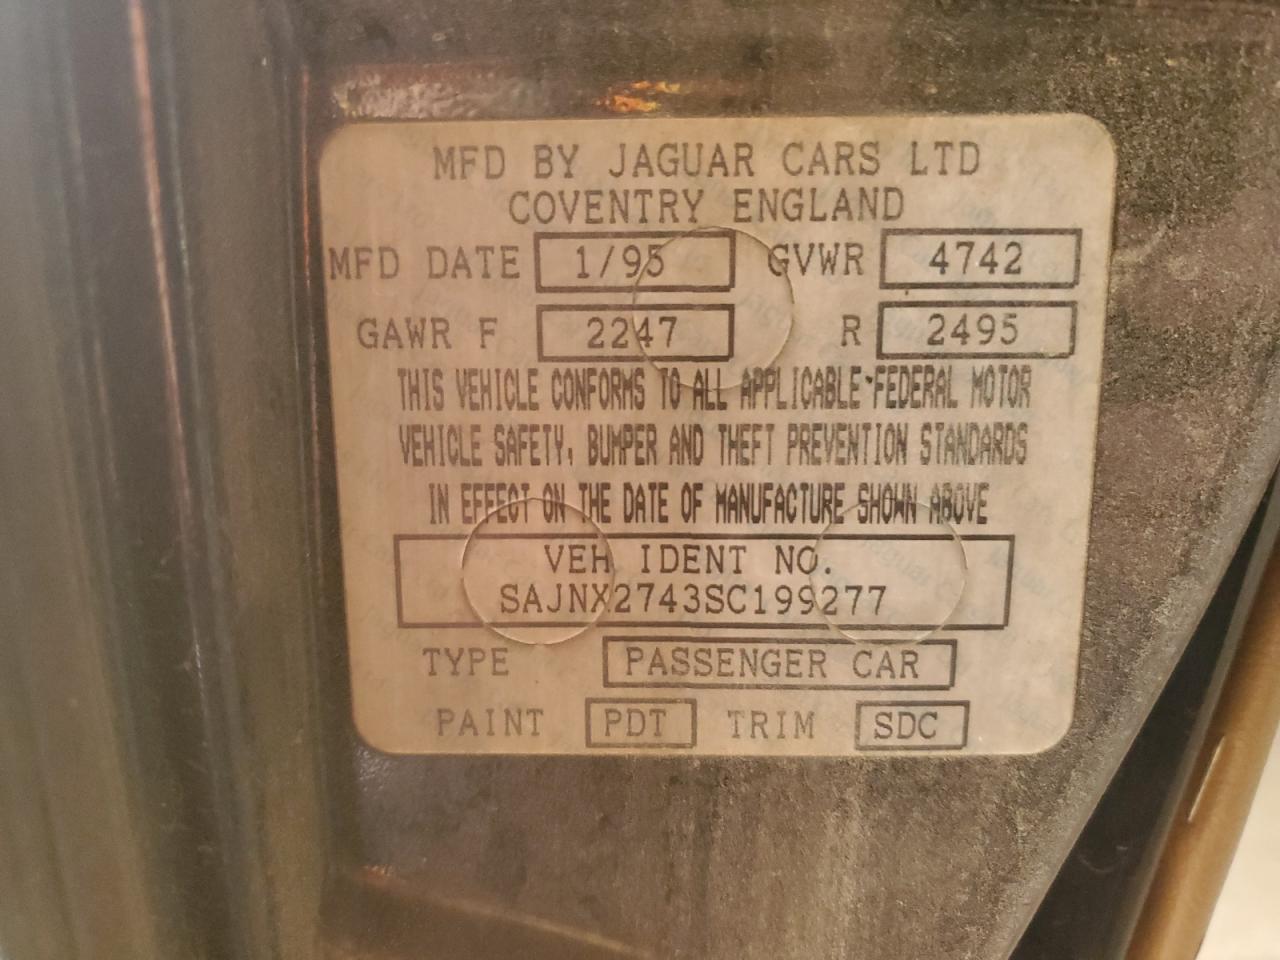 MFD BY JAGUAR CARS LTD
COVENTRY ENGLAND
MFD DATE 1/95 GVWR 4742
GAWR F 2247 R 2495
THIS VEHICLE CONFORMS TO ALL APPLICABLE FEDERAL MOTOR
VEHICLE SAFETY, BUMPER AND THEFT PREVENTION STANDARDS
IN EFFECT ON THE DATE OF MANUFACTURE SHOWN ABOVE
VEH IDENT NO.
SAJNX2743SC199277
TYPE PASSENGER CAR
PAINT PDT TRIM SDC